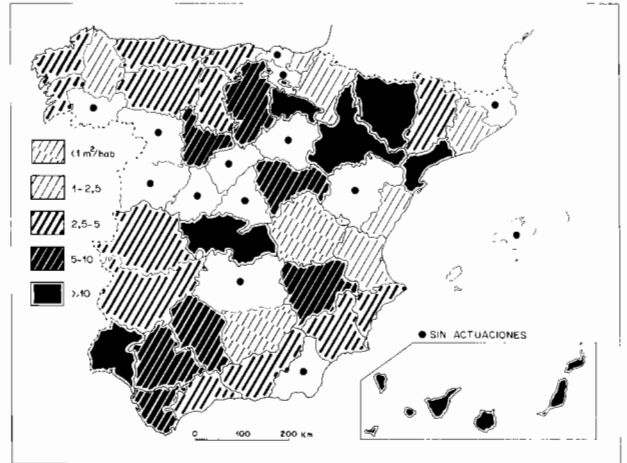 <1 m²/hab
1-2,5
2,5-5
5-10
>10
● SIN ACTUACIONES
0 100 200 Km